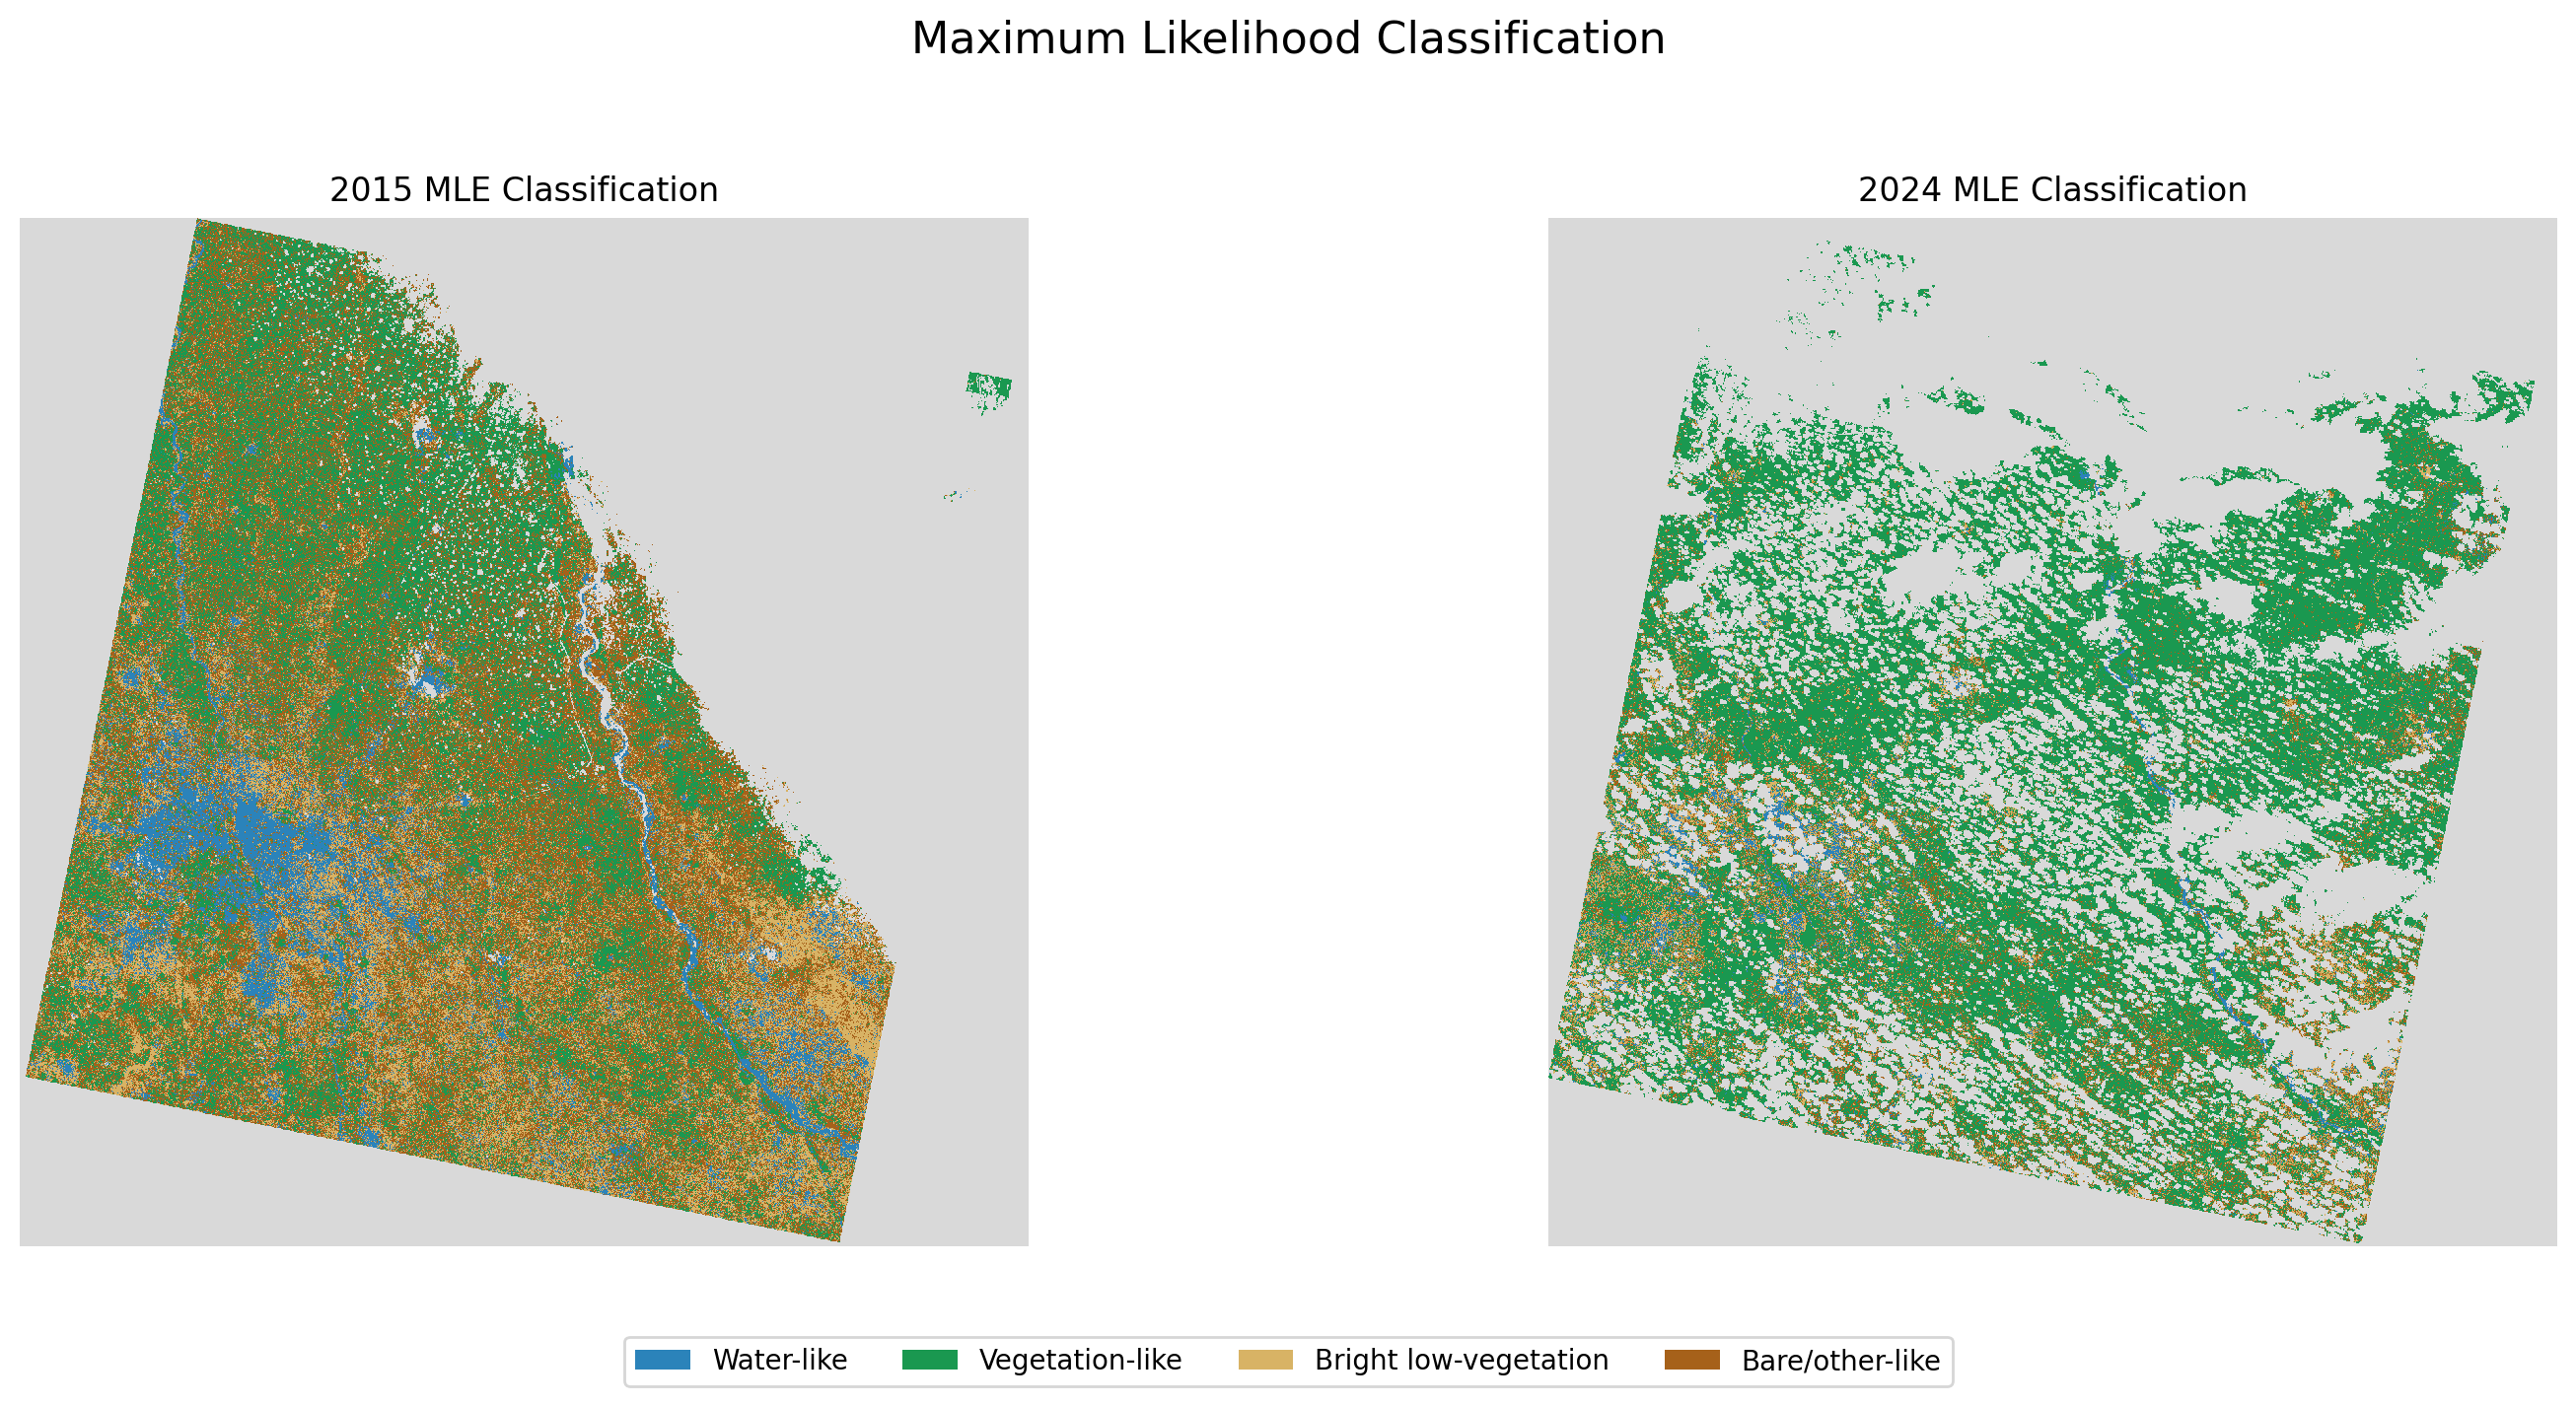 Maximum Likelihood Classification
2015 MLE Classification
2024 MLE Classification
Water-like
Vegetation-like
Bright low-vegetation
Bare/other-like